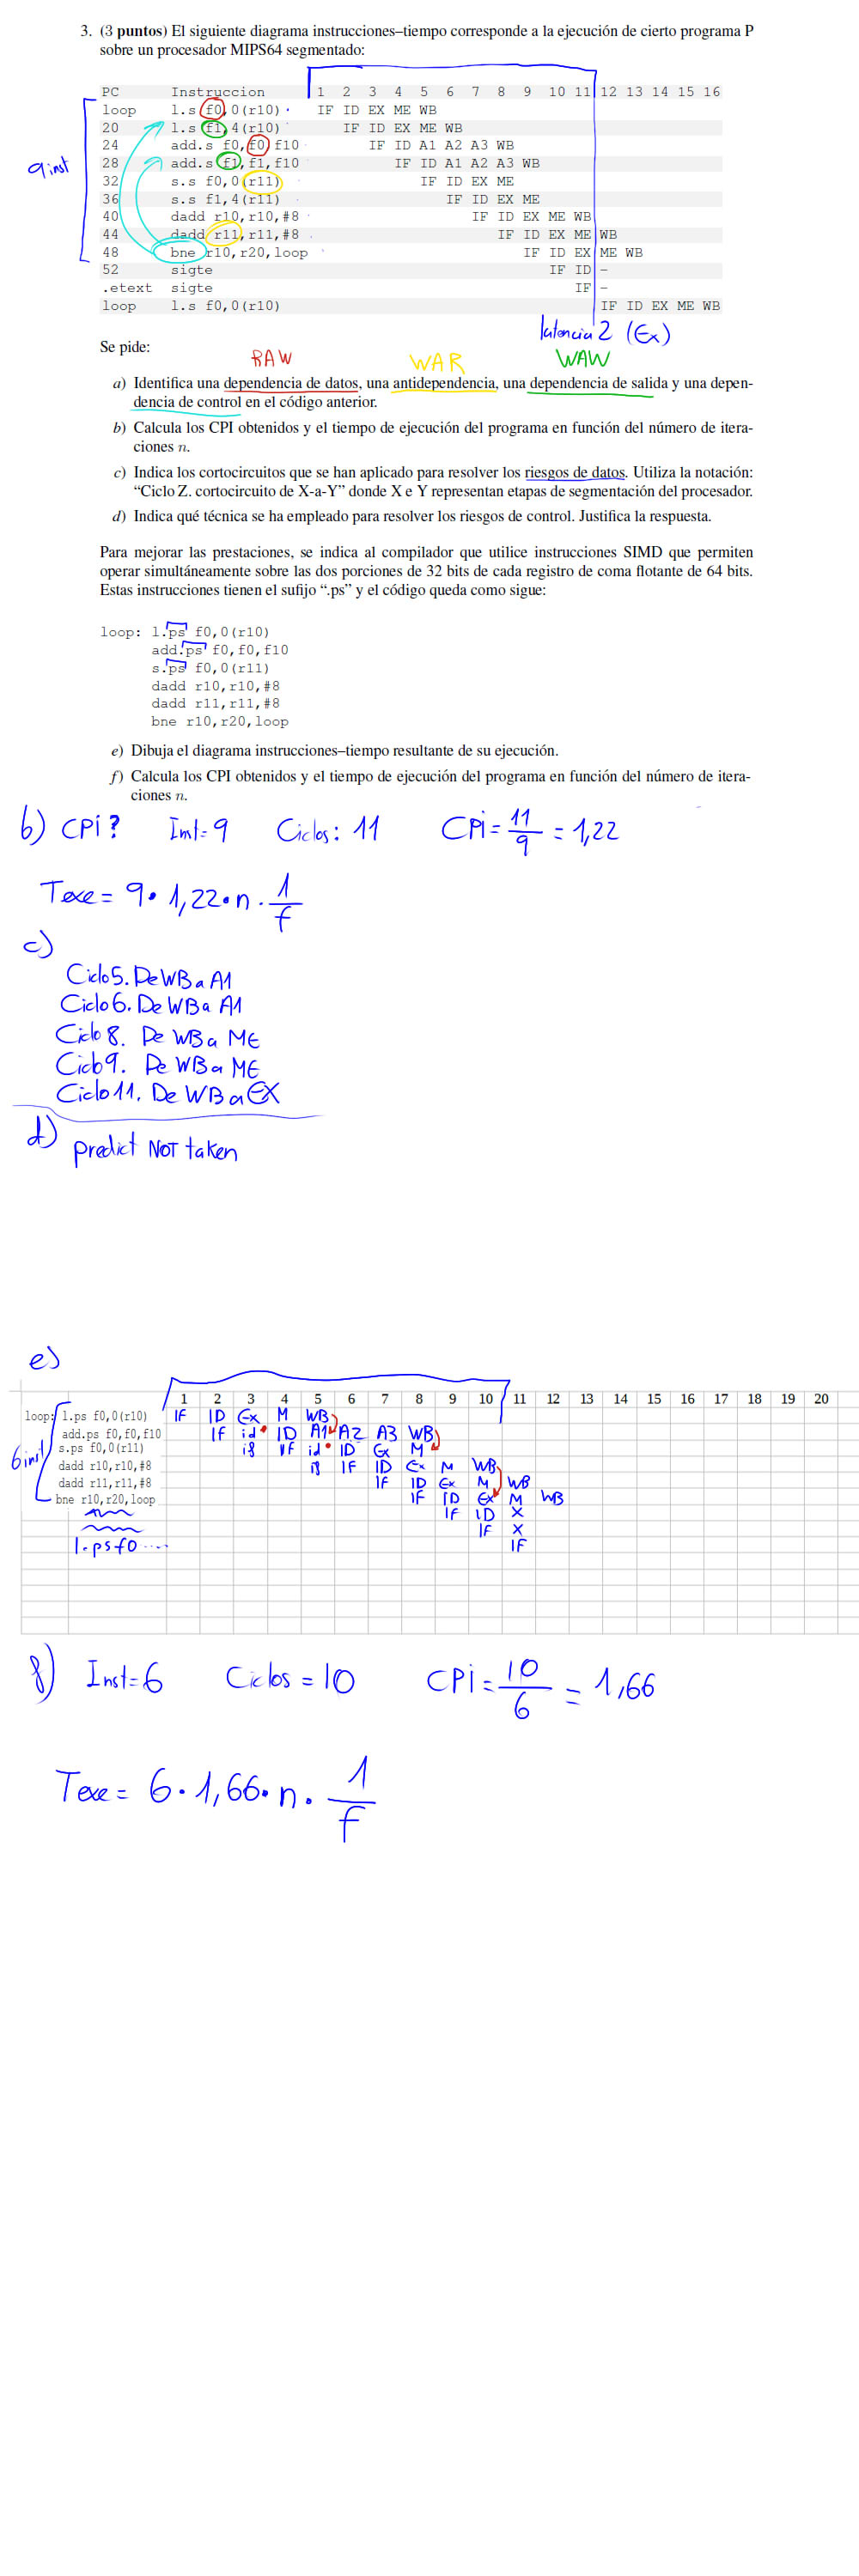 3. (3 puntos) El siguiente diagrama instrucciones–tiempo corresponde a la ejecución de cierto programa P
sobre un procesador MIPS64 segmentado:
PC Instruccion 1 2 3 4 5 6 7 8 9 10 11 12 13 14 15 16
loop l.s f0,0(r10) IF ID EX ME WB
20 l.s f1,4(r10) IF ID EX ME WB
24 add.s f0,f0,f10 IF ID A1 A2 A3 WB
9 inst
28 add.s f1,f1,f10 IF ID A1 A2 A3 WB
32 s.s f0,0(r11) IF ID EX ME
36 s.s f1,4(r11) IF ID EX ME
40 dadd r10,r10,#8 IF ID EX ME WB
44 dadd r11,r11,#8 IF ID EX ME WB
48 bne r10,r20,loop IF ID EX ME WB
52 sigte IF ID –
.etext sigte IF –
loop l.s f0,0(r10) IF ID EX ME WB
latencia 2 (Ex)
Se pide:
RAW WAR WAW
a) Identifica una dependencia de datos, una antidependencia, una dependencia de salida y una depen-
dencia de control en el código anterior.
b) Calcula los CPI obtenidos y el tiempo de ejecución del programa en función del número de itera-
ciones n.
c) Indica los cortocircuitos que se han aplicado para resolver los riesgos de datos. Utiliza la notación:
“Ciclo Z. cortocircuito de X-a-Y” donde X e Y representan etapas de segmentación del procesador.
d) Indica qué técnica se ha empleado para resolver los riesgos de control. Justifica la respuesta.
Para mejorar las prestaciones, se indica al compilador que utilice instrucciones SIMD que permiten
operar simultáneamente sobre las dos porciones de 32 bits de cada registro de coma flotante de 64 bits.
Estas instrucciones tienen el sufijo “.ps” y el código queda como sigue:
loop: l.ps f0,0(r10)
add.ps f0,f0,f10
s.ps f0,0(r11)
dadd r10,r10,#8
dadd r11,r11,#8
bne r10,r20,loop
e) Dibuja el diagrama instrucciones–tiempo resultante de su ejecución.
f) Calcula los CPI obtenidos y el tiempo de ejecución del programa en función del número de itera-
ciones n.
b) CPI? Inst=9 Ciclos: 11 CPI = 11/9 = 1,22
Texe = 9 · 1,22 · n · 1/f
c)
Ciclo 5. De WB a A1
Ciclo 6. De WB a A1
Ciclo 8. De WB a ME
Ciclo 9. De WB a ME
Ciclo 11. De WB a EX
d) predict NOT taken
e)
1 2 3 4 5 6 7 8 9 10 11 12 13 14 15 16 17 18 19 20
loop: l.ps f0,0(r10) IF ID Ex M WB
add.ps f0,f0,f10 IF id ID A1 A2 A3 WB
s.ps f0,0(r11) if IF id ID Ex M
6 inst
dadd r10,r10,#8 if IF ID Ex M WB
dadd r11,r11,#8 IF ID Ex M WB
bne r10,r20,loop IF ID Ex M WB
IF ID X
IF X
l.ps f0 .... IF
f) Inst=6 Ciclos = 10 CPI = 10/6 = 1,66
Texe = 6 · 1,66 · n · 1/f